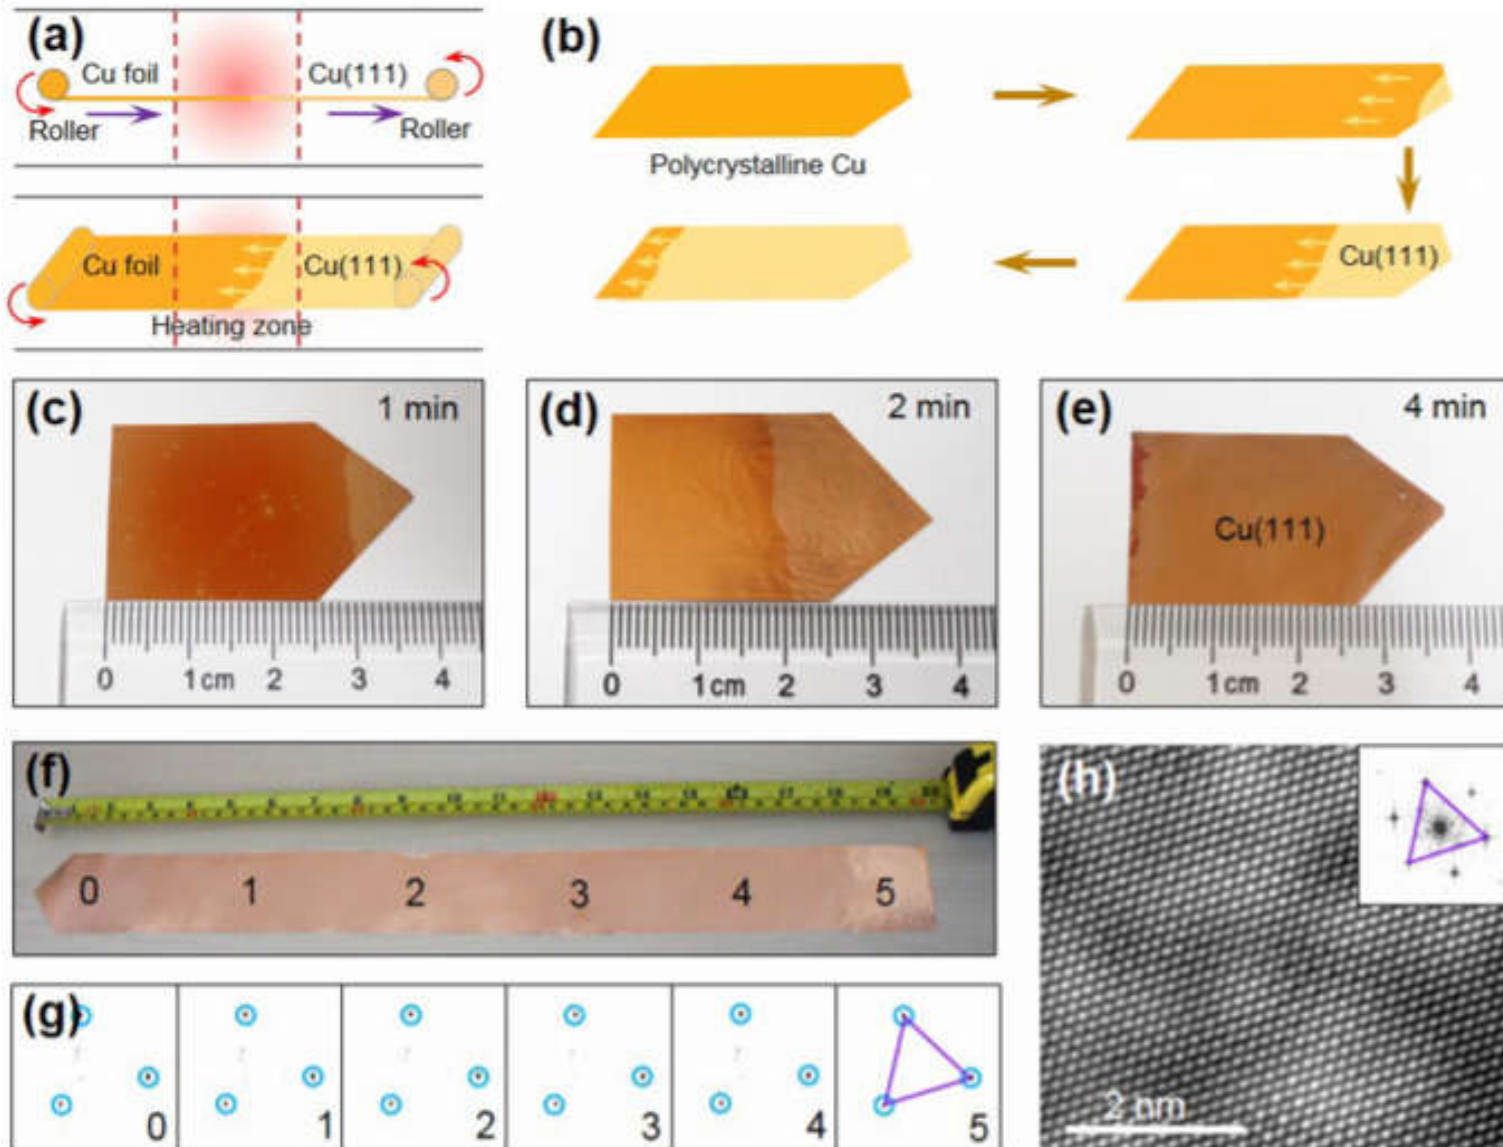 (a)
Cu foil
Cu(111)
Roller
Roller
Cu foil
Cu(111)
Heating zone
(b)
Polycrystalline Cu
Cu(111)
(c)
1 min
0 1 cm 2 3 4
(d)
2 min
0 1 cm 2 3 4
(e)
4 min
Cu(111)
0 1 cm 2 3 4
(f)
0 1 2 3 4 5
(g)
0 1 2 3 4 5
(h)
2 nm